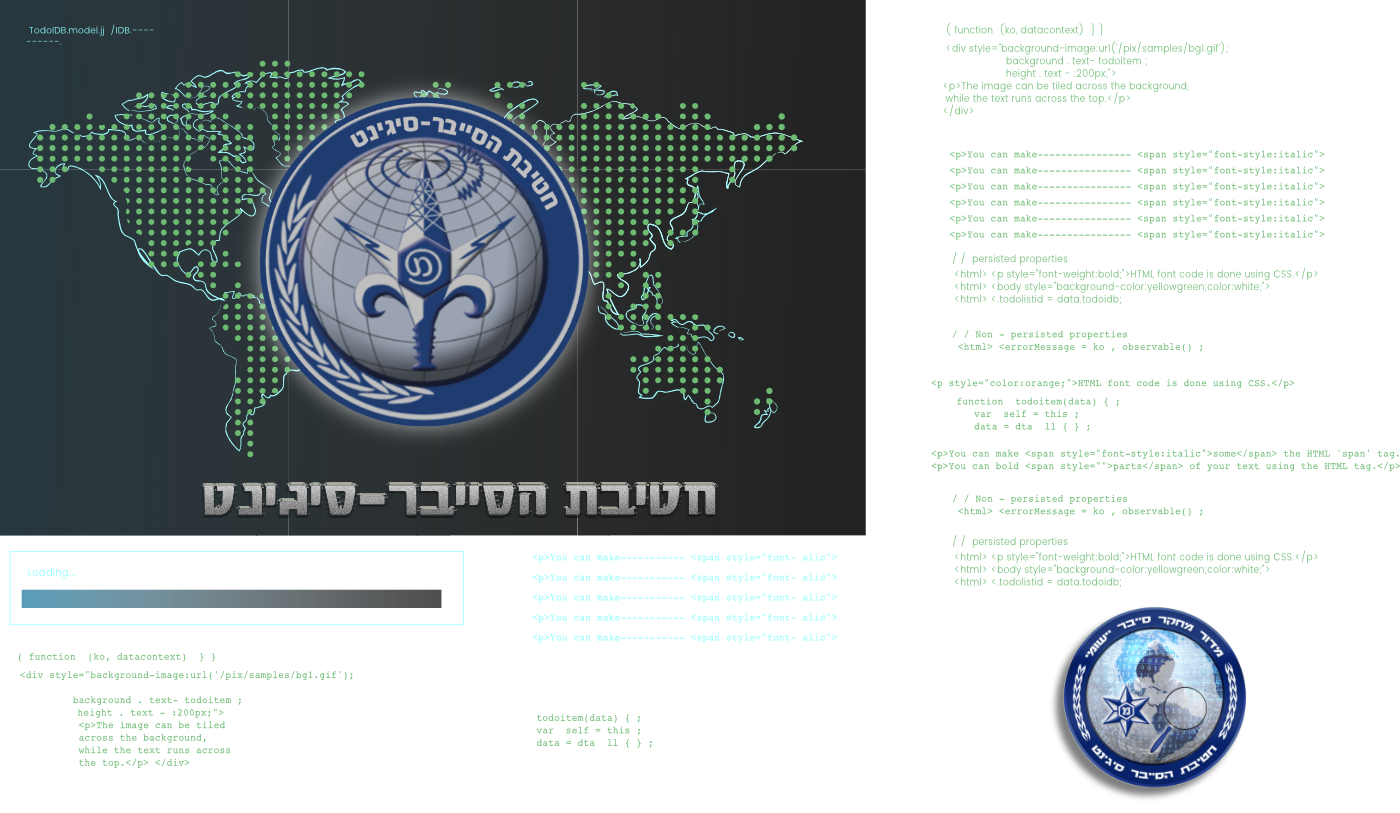 TodoIDB.model.jj /IDB.----
------.
חטיבת הסייבר-סיגינט
חטיבת הסייבר-סיגינט
Loading...
( function (ko, datacontext) } }
<div style="background-image:url('/pix/samples/bg1.gif');
background . text- todoitem ;
height . text - :200px;">
<p>The image can be tiled
across the background,
while the text runs across
the top.</p> </div>
<p>You can make----------- <span style="font- alic">
<p>You can make----------- <span style="font- alic">
<p>You can make----------- <span style="font- alic">
<p>You can make----------- <span style="font- alic">
<p>You can make----------- <span style="font- alic">
todoitem(data) { ;
var self = this ;
data = dta ll { } ;
( function (ko, datacontext) } }
<div style="background-image:url('/pix/samples/bg1.gif');
background . text- todoitem ;
height . text - :200px;">
<p>The image can be tiled across the background,
while the text runs across the top.</p>
</div>
<p>You can make---------------- <span style="font-style:italic">
<p>You can make---------------- <span style="font-style:italic">
<p>You can make---------------- <span style="font-style:italic">
<p>You can make---------------- <span style="font-style:italic">
<p>You can make---------------- <span style="font-style:italic">
<p>You can make---------------- <span style="font-style:italic">
/ / persisted properties
<html> <p style="font-weight:bold;">HTML font code is done using CSS.</p>
<html> <body style="background-color:yellowgreen;color:white;">
<html> <.todolistid = data.todoidb;
/ / Non - persisted properties
<html> <errorMessage = ko , observable() ;
<p style="color:orange;">HTML font code is done using CSS.</p>
function todoitem(data) { ;
var self = this ;
data = dta ll { } ;
<p>You can make <span style="font-style:italic">some</span> the HTML 'span' tag.
<p>You can bold <span style="">parts</span> of your text using the HTML tag.</p>
/ / Non - persisted properties
<html> <errorMessage = ko , observable() ;
/ / persisted properties
<html> <p style="font-weight:bold;">HTML font code is done using CSS.</p>
<html> <body style="background-color:yellowgreen;color:white;">
<html> <.todolistid = data.todoidb;
מדור מחקר סייבר יישומי
חטיבת הסייבר סיגינט